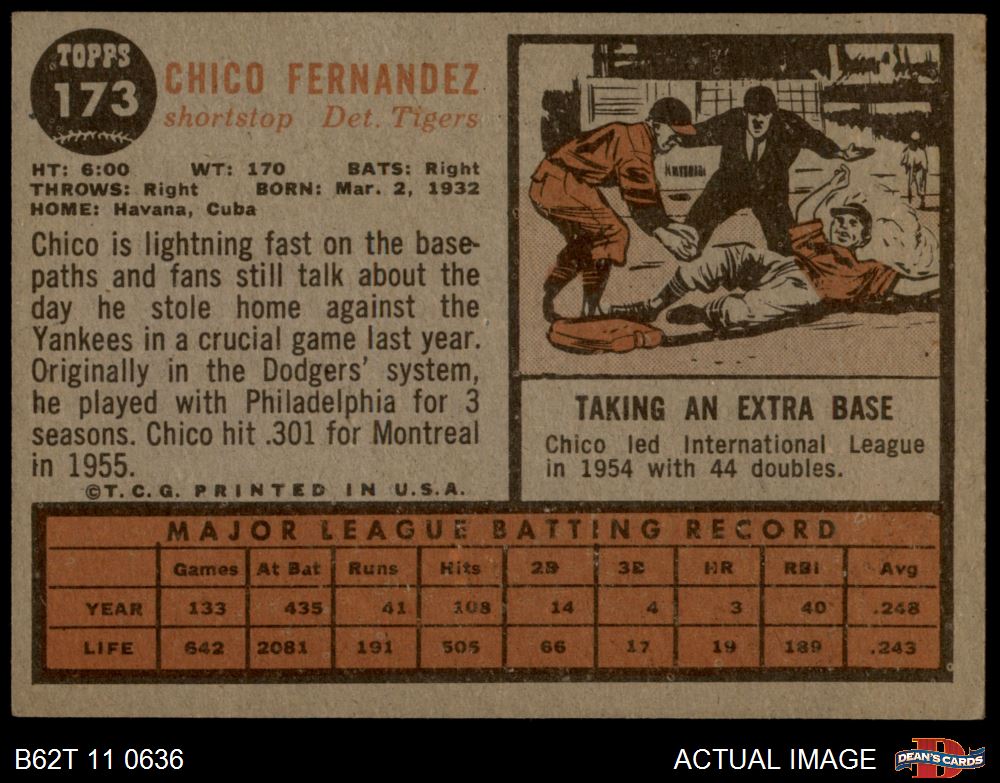 TOPPS
173
CHICO FERNANDEZ
shortstop Det. Tigers
HT: 6:00 WT: 170 BATS: Right
THROWS: Right BORN: Mar. 2, 1932
HOME: Havana, Cuba
Chico is lightning fast on the base-
paths and fans still talk about the
day he stole home against the
Yankees in a crucial game last year.
Originally in the Dodgers' system,
he played with Philadelphia for 3
seasons. Chico hit .301 for Montreal
in 1955.
©T.C.G. PRINTED IN U.S.A.
TAKING AN EXTRA BASE
Chico led International League
in 1954 with 44 doubles.
MAJOR LEAGUE BATTING RECORD
Games At Bat Runs Hits 2B 3B HR RBI Avg
YEAR 133 435 41 108 14 4 3 40 .248
LIFE 642 2081 191 505 66 17 19 189 .243
B62T 11 0636
ACTUAL IMAGE
DEAN'S CARDS